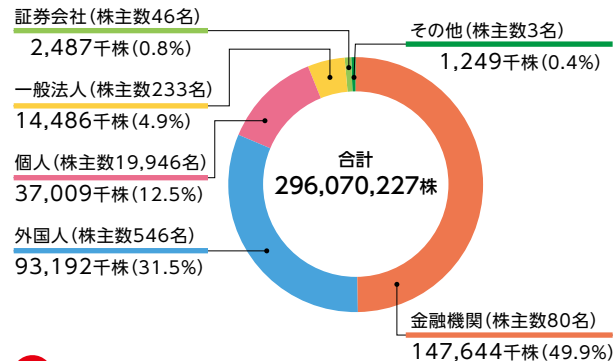 証券会社（株主数46名）
2,487千株(0.8%)
一般法人（株主数233名）
14,486千株(4.9%)
個人（株主数19,946名）
37,009千株(12.5%)
外国人（株主数546名）
93,192千株(31.5%)
合計
296,070,227株
その他（株主数3名）
1,249千株(0.4%)
金融機関（株主数80名）
147,644千株(49.9%)